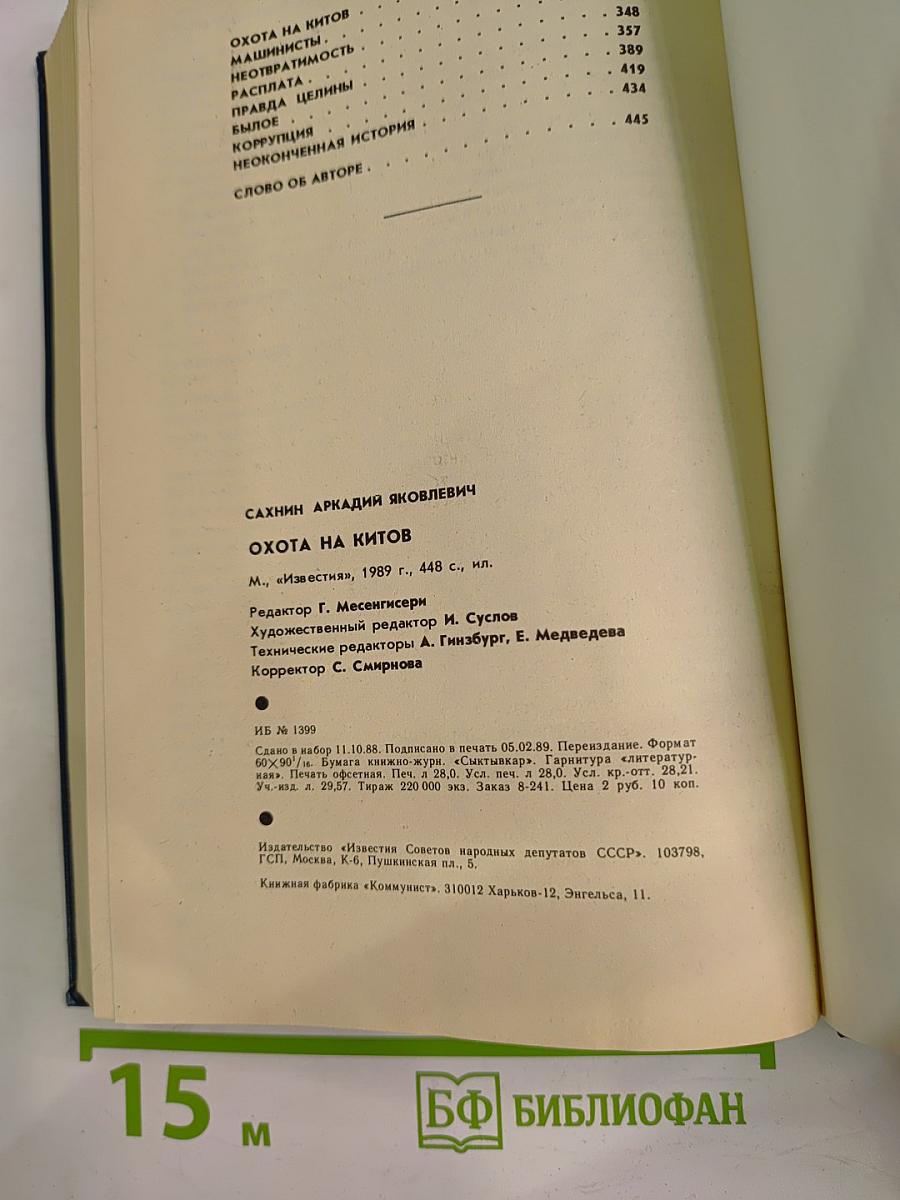 ОХОТА НА КИТОВ . . . . . . . . . .
МАШИНИСТЫ. . . . . . . . . . . 348
НЕОТВРАТИМОСТЬ . . . . . . . . . . 357
РАСПЛАТА . . . . . . . . . . . 389
ПРАВДА ЦЕЛИНЫ . . . . . . . . . . 419
БЫЛОЕ . . . . . . . . . . . 434
КОРРУПЦИЯ . . . . . . . . . . .
НЕОКОНЧЕННАЯ ИСТОРИЯ . . . . . . . . 445
СЛОВО ОБ АВТОРЕ. . . . . . . . . .
САХНИН АРКАДИЙ ЯКОВЛЕВИЧ
ОХОТА НА КИТОВ
М., «Известия», 1989 г., 448 с., ил.
Редактор Г. Месенгисери
Художественный редактор И. Суслов
Технические редакторы А. Гинзбург, Е. Медведева
Корректор С. Смирнова
ИБ № 1399
Сдано в набор 11.10.88. Подписано в печать 05.02.89. Переиздание. Формат
60×90¹/₁₆. Бумага книжно-журн. «Сыктывкар». Гарнитура «литератур-
ная». Печать офсетная. Печ. л 28,0. Усл. печ. л 28,0. Усл. кр.-отт. 28,21.
Уч.-изд. л. 29,57. Тираж 220 000 экз. Заказ 8-241. Цена 2 руб. 10 коп.
Издательство «Известия Советов народных депутатов СССР». 103798,
ГСП, Москва, К-6, Пушкинская пл., 5.
Книжная фабрика «Коммунист». 310012 Харьков-12, Энгельса, 11.
15 м
БФ БИБЛИОФАН